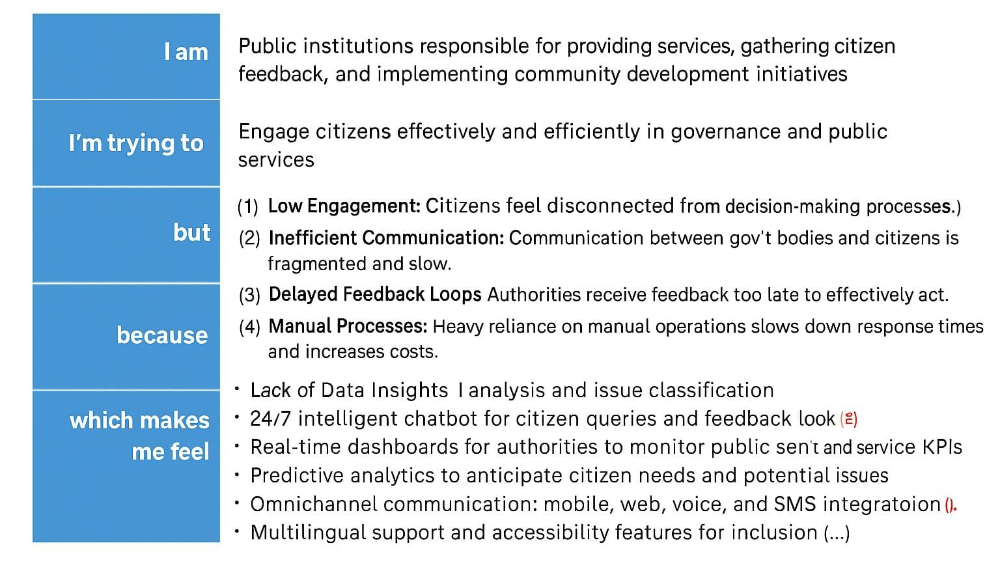 I am
Public institutions responsible for providing services, gathering citizen
feedback, and implementing community development initiatives
I'm trying to
Engage citizens effectively and efficiently in governance and public
services
but
(1) Low Engagement: Citizens feel disconnected from decision-making processes.)
(2) Inefficient Communication: Communication between gov't bodies and citizens is
fragmented and slow.
because
(3) Delayed Feedback Loops Authorities receive feedback too late to effectively act.
(4) Manual Processes: Heavy reliance on manual operations slows down response times
and increases costs.
which makes
me feel
• Lack of Data Insights I analysis and issue classification
• 24/7 intelligent chatbot for citizen queries and feedback look
• Real-time dashboards for authorities to monitor public sen't and service KPIs
• Predictive analytics to anticipate citizen needs and potential issues
• Omnichannel communication: mobile, web, voice, and SMS integratoion ().
• Multilingual support and accessibility features for inclusion (...)